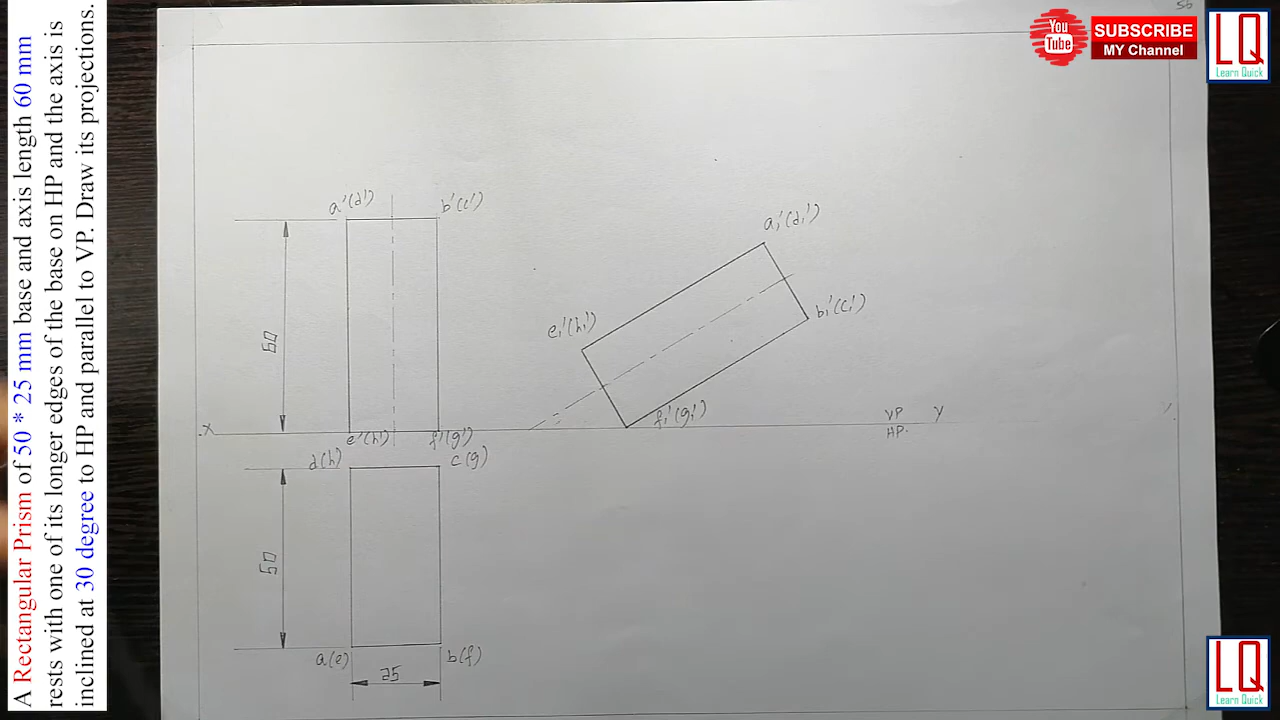 A Rectangular Prism of 50 * 25 mm base and axis length 60 mm
rests with one of its longer edges of the base on HP and the axis is
inclined at 30 degree to HP and parallel to VP. Draw its projections.
56
You
Tube
SUBSCRIBE
MY Channel
LQ
Learn Quick
a'(d')
b'(c')
a₁'(d₁')
b₁'(c₁')
e₁'(h₁')
60
f₁'(g₁')
VP
HP.
Y
X
e'(h')
f'(g')
d(h)
c(g)
50
a(e)
b(f)
25
LQ
Learn Quick